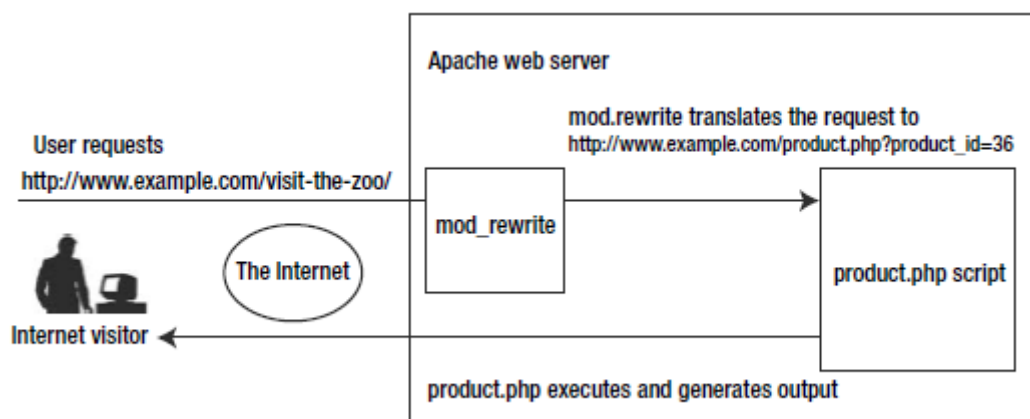 Apache web server
mod.rewrite translates the request to
http://www.example.com/product.php?product_id=36
User requests
http://www.example.com/visit-the-zoo/
mod_rewrite
The Internet
product.php script
Internet visitor
product.php executes and generates output